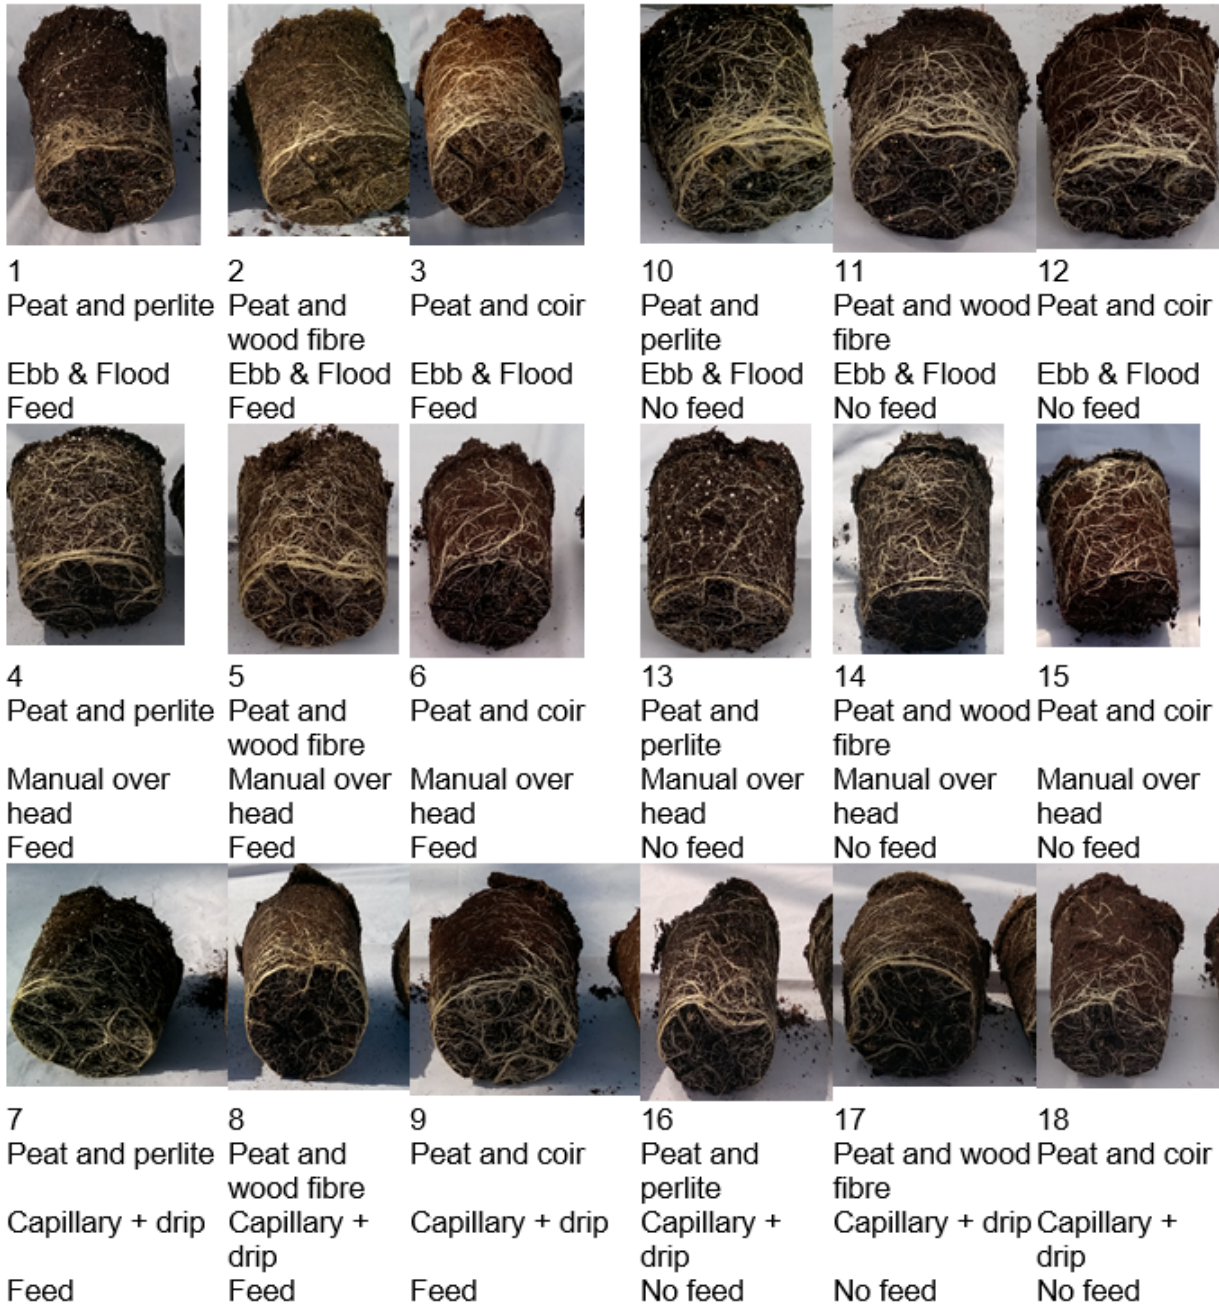 1
Peat and perlite
Ebb & Flood
Feed
2
Peat and
wood fibre
Ebb & Flood
Feed
3
Peat and coir
Ebb & Flood
Feed
10
Peat and
perlite
Ebb & Flood
No feed
11
Peat and wood
fibre
Ebb & Flood
No feed
12
Peat and coir
Ebb & Flood
No feed
4
Peat and perlite
Manual over
head
Feed
5
Peat and
wood fibre
Manual over
head
Feed
6
Peat and coir
Manual over
head
Feed
13
Peat and
perlite
Manual over
head
No feed
14
Peat and wood
fibre
Manual over
head
No feed
15
Peat and coir
Manual over
head
No feed
7
Peat and perlite
Capillary + drip
Feed
8
Peat and
wood fibre
Capillary +
drip
Feed
9
Peat and coir
Capillary + drip
Feed
16
Peat and
perlite
Capillary +
drip
No feed
17
Peat and wood
fibre
Capillary + drip
No feed
18
Peat and coir
Capillary +
drip
No feed